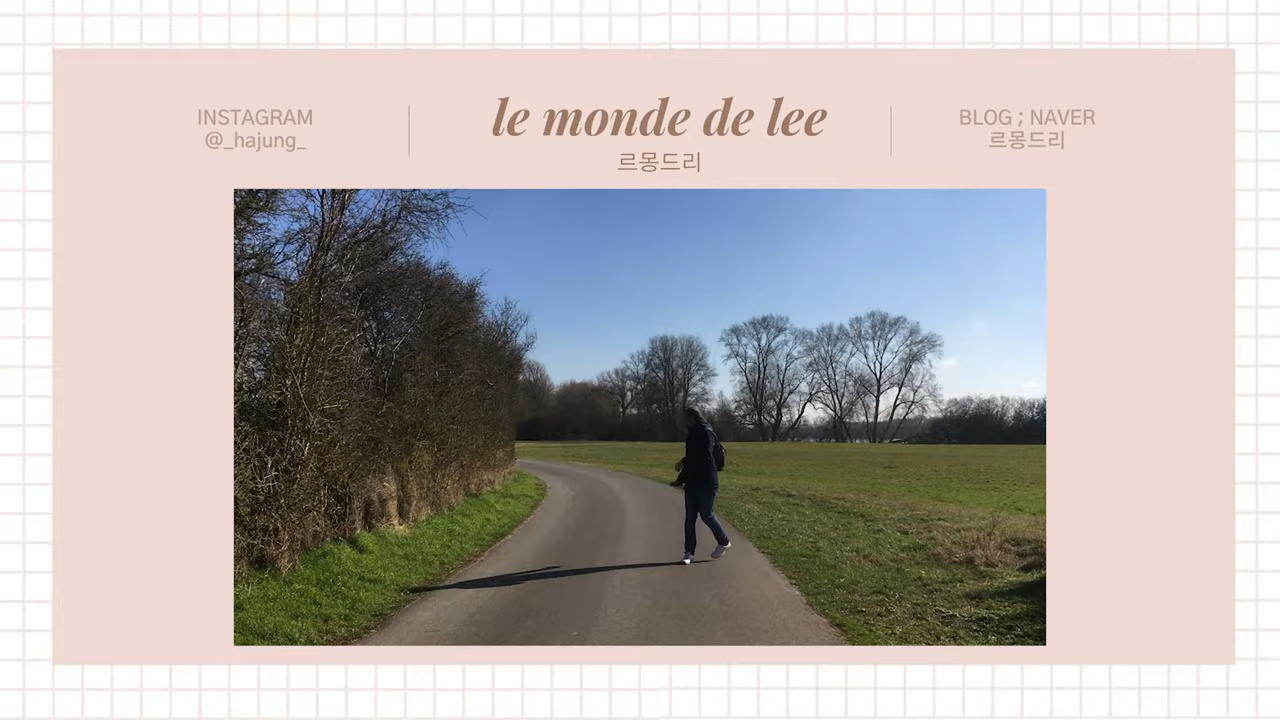 INSTAGRAM
@_hajung_
le monde de lee
르몽드리
BLOG ; NAVER
르몽드리